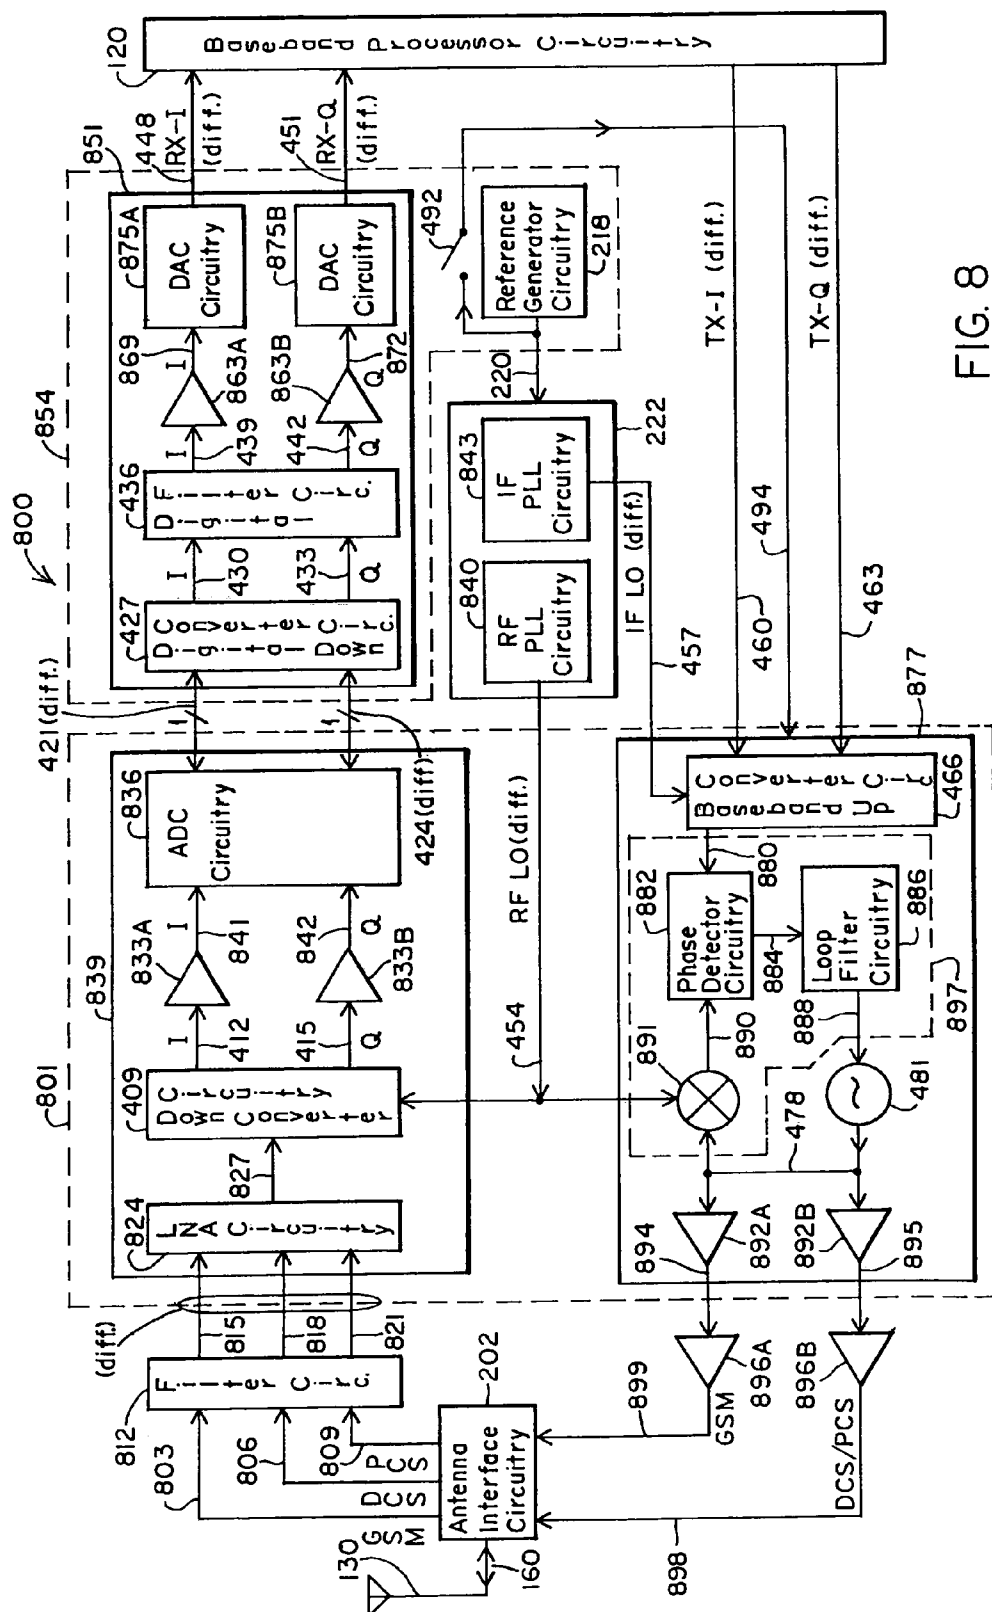 800
801
839
854
851
120
812
803
806
809
(diff.)
815
818
821
Filter Circ.
824
LNA Circuitry
827
409
Down Converter
Circuitry
I
412
415
Q
833A
833B
I
841
842
Q
836
ADC
Circuitry
421(diff.)
424(diff)
1
1
427
Digital Down
Converter Circ.
I
430
433
Q
436
Digital
Filter Circ.
I
439
442
Q
863A
863B
869
I
872
Q
875A
DAC
Circuitry
875B
DAC
Circuitry
448
RX-I
(diff.)
451
RX-Q
(diff.)
Baseband Processor Circuitry
130
160
GSM
DCS
PCS
202
Antenna
Interface
Circuitry
454
RF LO(diff.)
840
RF
PLL
Circuitry
843
IF
PLL
Circuitry
222
220
492
Reference
Generator
Circuitry
218
IF LO (diff.)
457
460
494
463
TX-I (diff.)
TX-Q (diff.)
877
Baseband Up
Converter Circ
466
880
882
Phase
Detector
Circuitry
884
Loop
Filter
Circuitry
886
888
890
891
897
481
478
892A
892B
894
895
896A
896B
GSM
DCS/PCS
899
898
FIG. 8